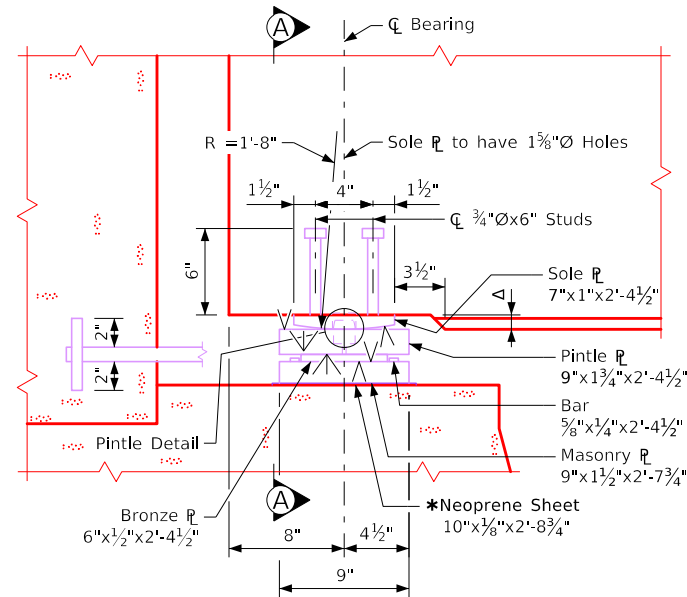 A
℄ Bearing
R =1'-8"
Sole ℙ to have 1⅝"Ø Holes
1½"
4"
1½"
℄ ¾"Øx6" Studs
6"
3½"
Sole ℙ
7"x1"x2'-4½"
Δ
2"
2"
Pintle ℙ
9"x1¾"x2'-4½"
Bar
⅝"x¼"x2'-4½"
Pintle Detail
Masonry ℙ
9"x1½"x2'-7¾"
A
✱Neoprene Sheet
10"x⅛"x2'-8¾"
Bronze ℙ
6"x½"x2'-4½"
8"
4½"
9"